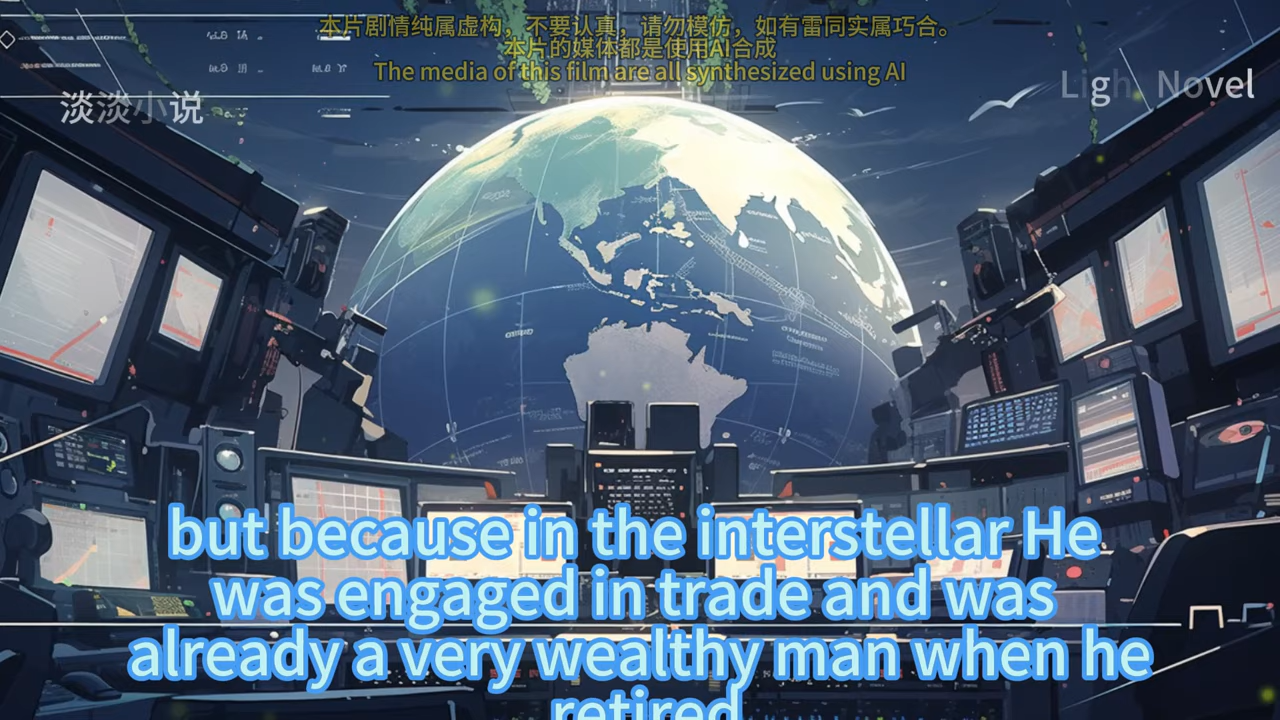 本片剧情纯属虚构，不要认真，请勿模仿，如有雷同实属巧合。
本片的媒体都是使用AI合成
The media of this film are all synthesized using AI
淡淡小说
Light Novel
but because in the interstellar He
was engaged in trade and was
already a very wealthy man when he
retired